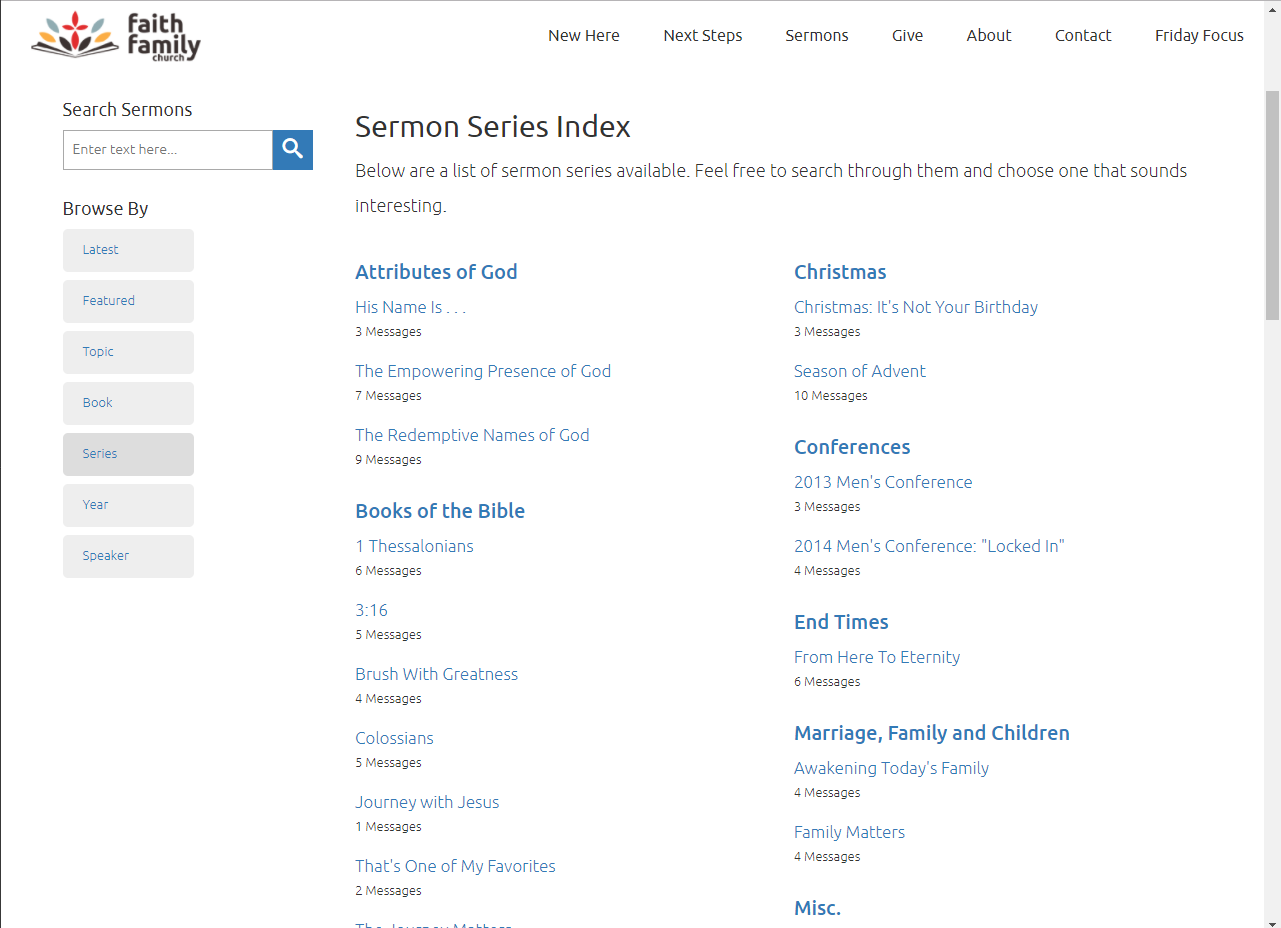 faith
family
church
New Here
Next Steps
Sermons
Give
About
Contact
Friday Focus
Search Sermons
Enter text here...
Browse By
Latest
Featured
Topic
Book
Series
Year
Speaker
Sermon Series Index
Below are a list of sermon series available. Feel free to search through them and choose one that sounds
interesting.
Attributes of God
His Name Is . . .
3 Messages
The Empowering Presence of God
7 Messages
The Redemptive Names of God
9 Messages
Books of the Bible
1 Thessalonians
6 Messages
3:16
5 Messages
Brush With Greatness
4 Messages
Colossians
5 Messages
Journey with Jesus
1 Messages
That's One of My Favorites
2 Messages
The Journey Matters
Christmas
Christmas: It's Not Your Birthday
3 Messages
Season of Advent
10 Messages
Conferences
2013 Men's Conference
3 Messages
2014 Men's Conference: "Locked In"
4 Messages
End Times
From Here To Eternity
6 Messages
Marriage, Family and Children
Awakening Today's Family
4 Messages
Family Matters
4 Messages
Misc.